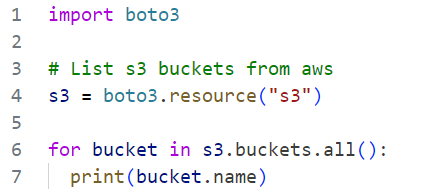 1 import boto3
2
3 # List s3 buckets from aws
4 s3 = boto3.resource("s3")
5
6 for bucket in s3.buckets.all():
7   print(bucket.name)